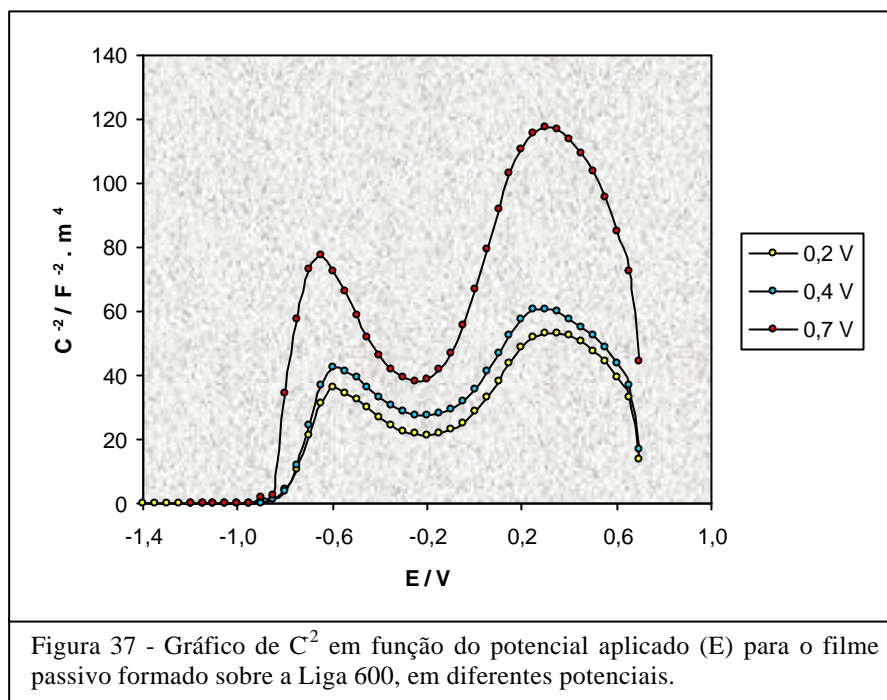 140
120
100
80
60
40
20
0
C⁻²/ F⁻². m⁴
-1,4 -1,0 -0,6 -0,2 0,2 0,6 1,0
E / V
0,2 V
0,4 V
0,7 V
Figura 37 - Gráfico de C² em função do potencial aplicado (E) para o filme
passivo formado sobre a Liga 600, em diferentes potenciais.